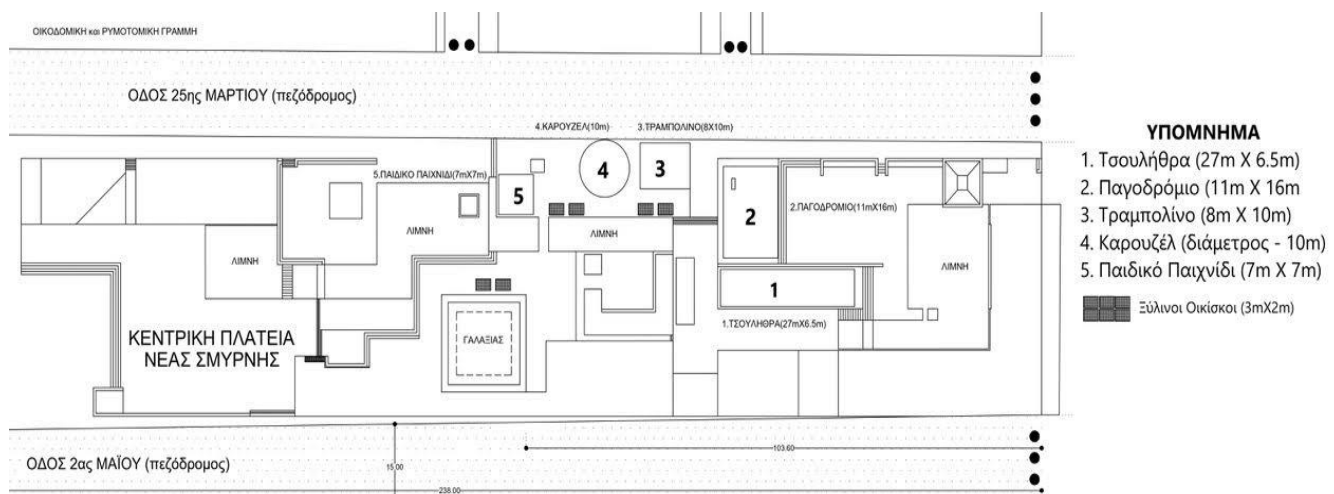 ΟΙΚΟΔΟΜΙΚΗ και ΡΥΜΟΤΟΜΙΚΗ ΓΡΑΜΜΗ
ΟΔΟΣ 25ης ΜΑΡΤΙΟΥ (πεζόδρομος)
4.ΚΑΡΟΥΖΕΛ(10m)
3.ΤΡΑΜΠΟΛΙΝΟ(8X10m)
5.ΠΑΙΔΙΚΟ ΠΑΙΧΝΙΔΙ(7mX7m)
5
4
3
2
2.ΠΑΓΟΔΡΟΜΙΟ(11mX16m)
ΛΙΜΝΗ
ΛΙΜΝΗ
ΛΙΜΝΗ
ΛΙΜΝΗ
1
1.ΤΣΟΥΛΗΘΡΑ(27mX6.5m)
ΓΑΛΑΞΙΑΣ
ΚΕΝΤΡΙΚΗ ΠΛΑΤΕΙΑ
ΝΕΑΣ ΣΜΥΡΝΗΣ
ΟΔΟΣ 2ας ΜΑΪΟΥ (πεζόδρομος)
15.00
103.60
238.00
ΥΠΟΜΝΗΜΑ
1. Τσουλήθρα (27m X 6.5m)
2. Παγοδρόμιο (11m X 16m
3. Τραμπολίνο (8m X 10m)
4. Καρουζέλ (διάμετρος - 10m)
5. Παιδικό Παιχνίδι (7m X 7m)
Ξύλινοι Οικίσκοι (3mX2m)